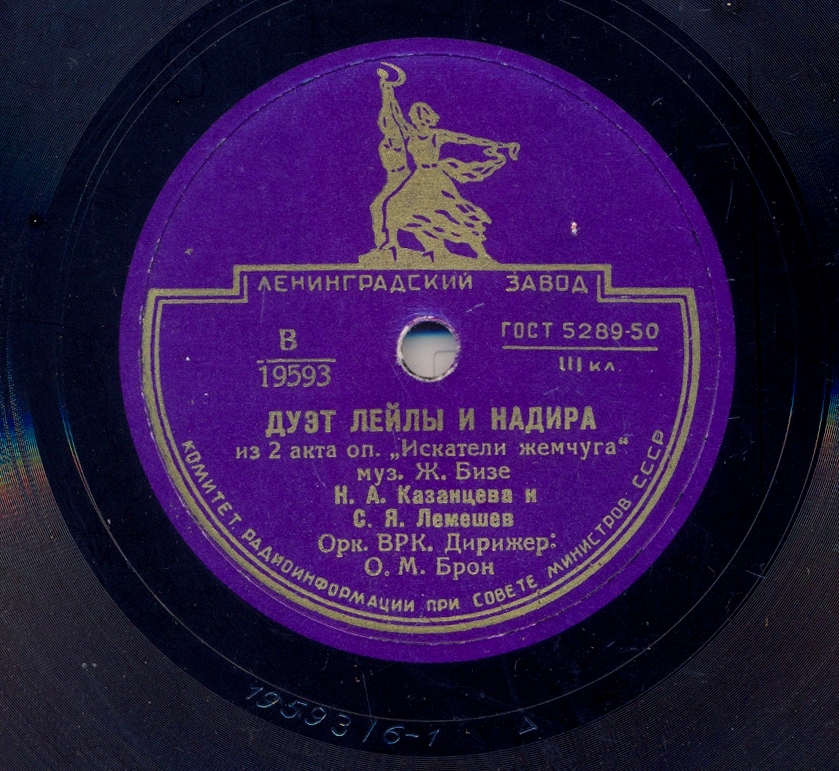 ЛЕНИНГРАДСКИЙ ЗАВОД
В
19593
ГОСТ 5289-50
III кл.
ДУЭТ ЛЕЙЛЫ И НАДИРА
из 2 акта оп. „Искатели жемчуга“
муз. Ж. Бизе
Н. А. Казанцева и
С. Я. Лемешев
Орк. ВРК. Дирижер:
О. М. Брон
КОМИТЕТ РАДИОИНФОРМАЦИИ ПРИ СОВЕТЕ МИНИСТРОВ СССР
19593 / 6-1